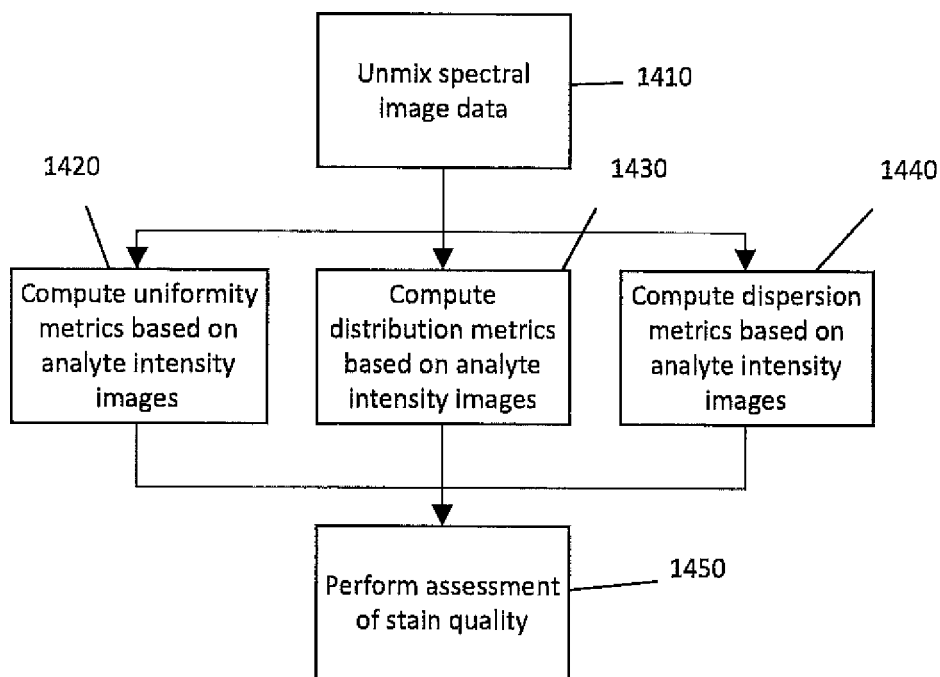 Unmix spectral
image data
1410
1420
1430
1440
Compute uniformity
metrics based on
analyte intensity
images
Compute
distribution metrics
based on analyte
intensity images
Compute dispersion
metrics based on
analyte intensity
images
Perform assessment
of stain quality
1450